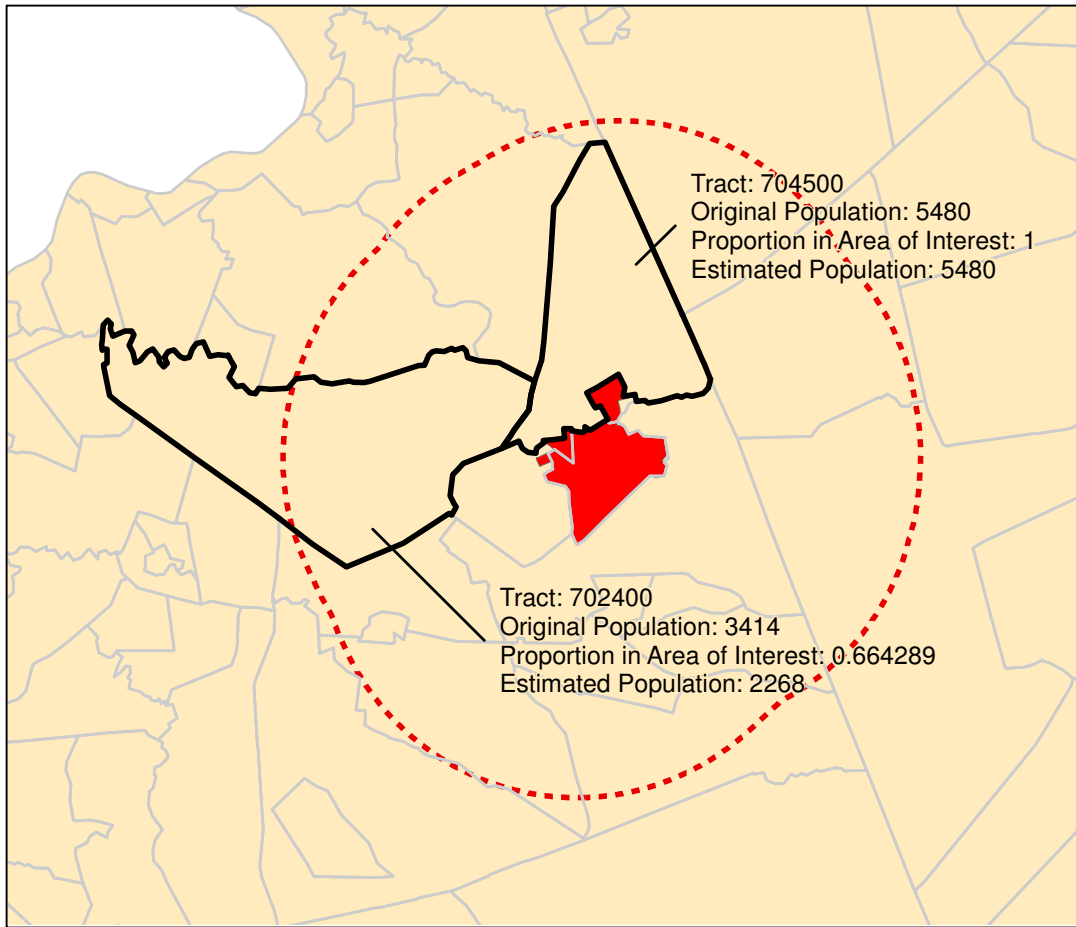 Tract: 704500
Original Population: 5480
Proportion in Area of Interest: 1
Estimated Population: 5480
Tract: 702400
Original Population: 3414
Proportion in Area of Interest: 0.664289
Estimated Population: 2268